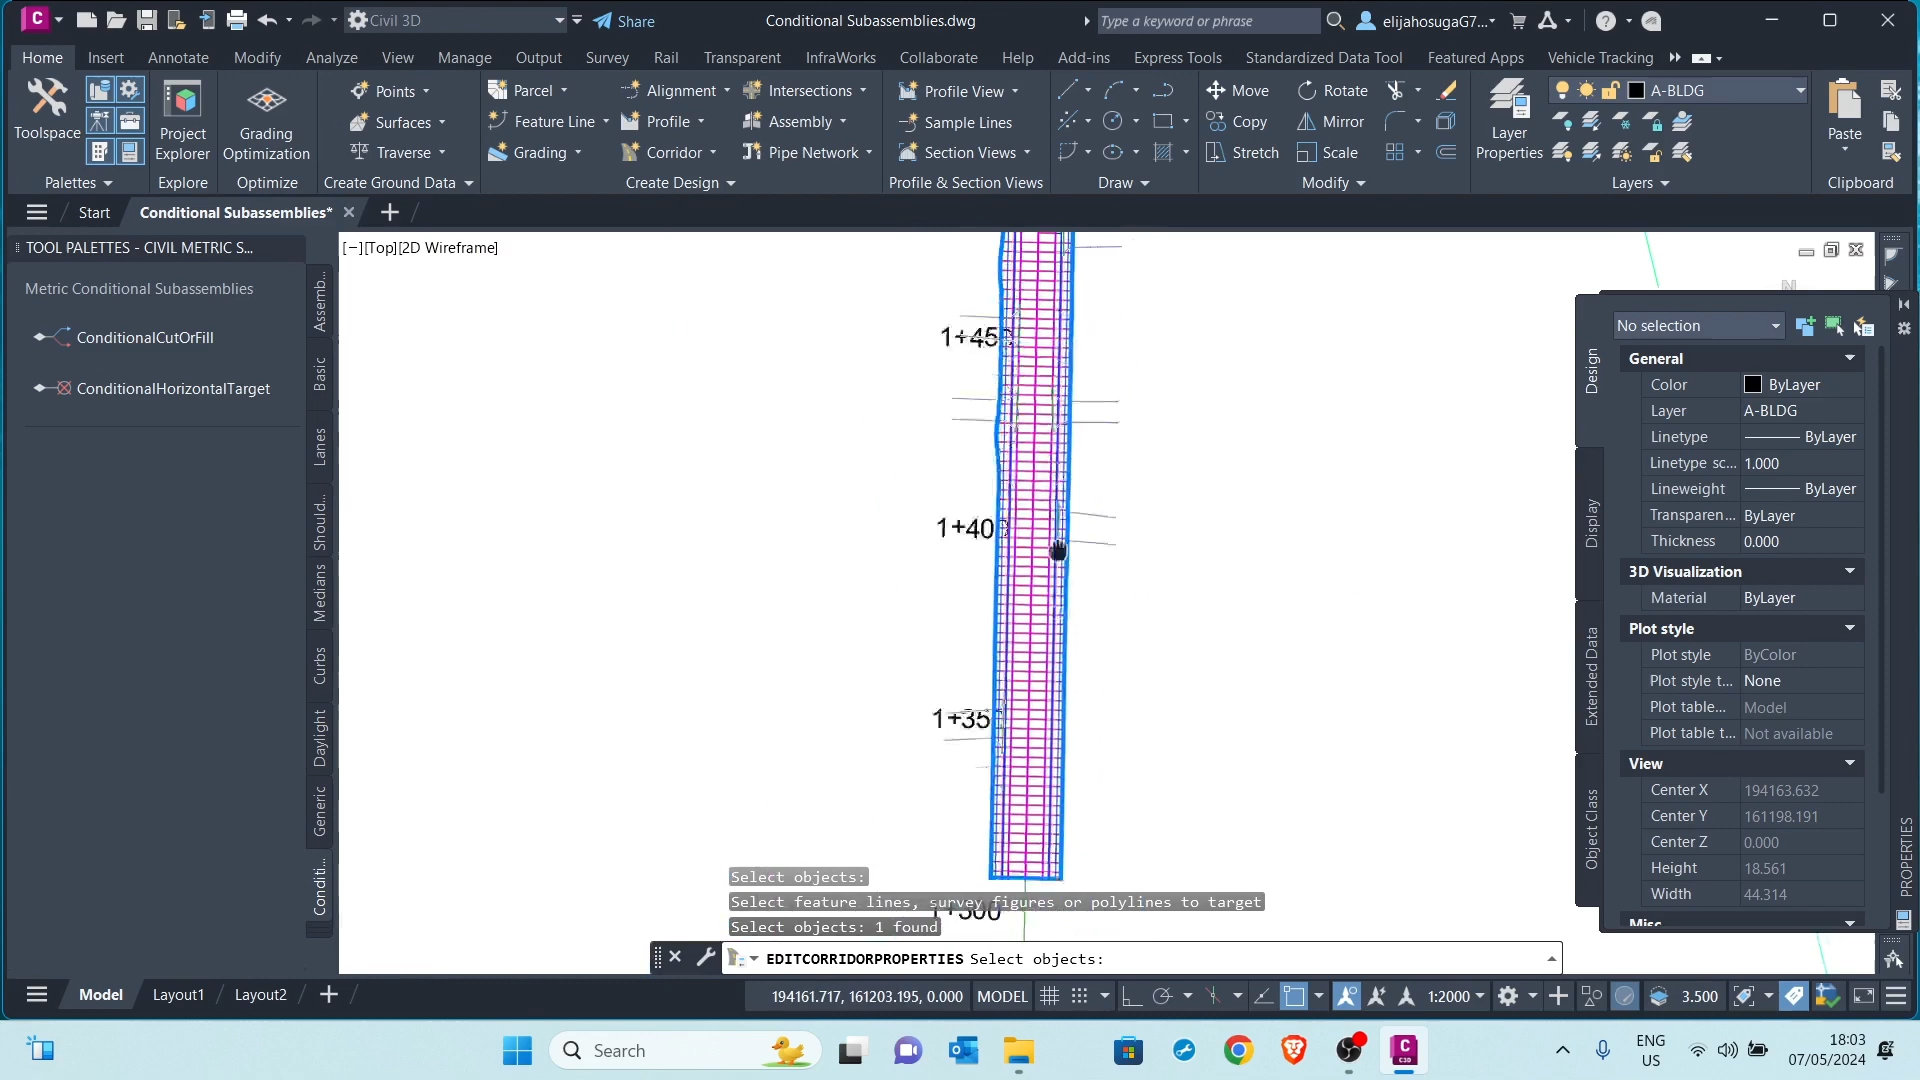 Civil 3D
Share
Conditional Subassemblies.dwg
Type a keyword or phrase
elijahosugaG7...
Home
Insert
Annotate
Modify
Analyze
View
Manage
Output
Survey
Rail
Transparent
InfraWorks
Collaborate
Help
Add-ins
Express Tools
Standardized Data Tool
Featured Apps
Vehicle Tracking
Toolspace
Project
Explorer
Grading
Optimization
Points
Surfaces
Traverse
Parcel
Feature Line
Grading
Alignment
Profile
Corridor
Intersections
Assembly
Pipe Network
Profile View
Sample Lines
Section Views
Move
Copy
Stretch
Rotate
Mirror
Scale
Layer
Properties
A-BLDG
Paste
Palettes
Explore
Optimize
Create Ground Data
Create Design
Profile & Section Views
Draw
Modify
Layers
Clipboard
Start
Conditional Subassemblies*
TOOL PALETTES - CIVIL METRIC S...
Metric Conditional Subassemblies
ConditionalCutOrFill
ConditionalHorizontalTarget
Assemb...
Basic
Lanes
Should...
Medians
Curbs
Daylight
Generic
Conditi...
[−][Top][2D Wireframe]
1+45
1+40
1+35
1+300
N
Design
Display
Extended Data
Object Class
PROPERTIES
No selection
General
Color
ByLayer
Layer
A-BLDG
Linetype
ByLayer
Linetype sc...
1.000
Lineweight
ByLayer
Transparen...
ByLayer
Thickness
0.000
3D Visualization
Material
ByLayer
Plot style
Plot style
ByColor
Plot style t...
None
Plot table...
Model
Plot table t...
Not available
View
Center X
194163.632
Center Y
161198.191
Center Z
0.000
Height
18.561
Width
44.314
Misc
Select objects:
Select feature lines, survey figures or polylines to target
Select objects: 1 found
EDITCORRIDORPROPERTIES Select objects:
Model
Layout1
Layout2
194161.717, 161203.195, 0.000
MODEL
1:2000
3.500
Search
ENG
US
18:03
07/05/2024